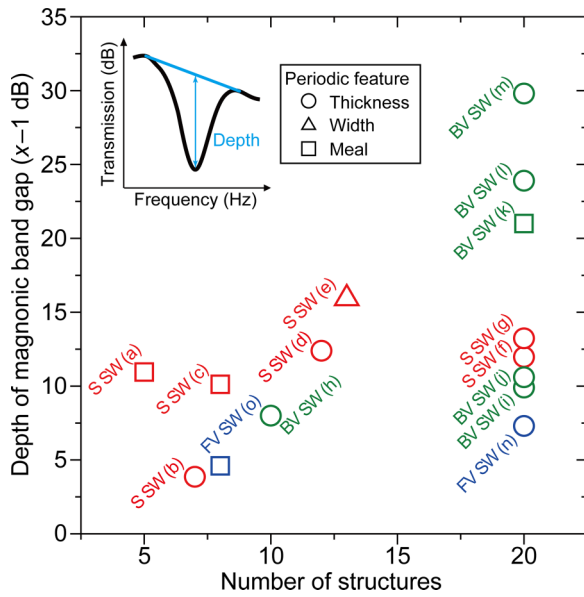 Depth of magnonic band gap (x−1 dB)
35
30
25
20
15
10
5
0
Transmission (dB)
Depth
Frequency (Hz)
Periodic feature
Thickness
Width
Meal
BV SW (m)
BV SW (l)
BV SW (k)
S SW (e)
S SW (g)
S SW (d)
S SW (f)
S SW (a)
S SW (c)
BV SW (j)
BV SW (i)
FV SW (o)
BV SW (h)
FV SW (n)
S SW (b)
5
10
15
20
Number of structures